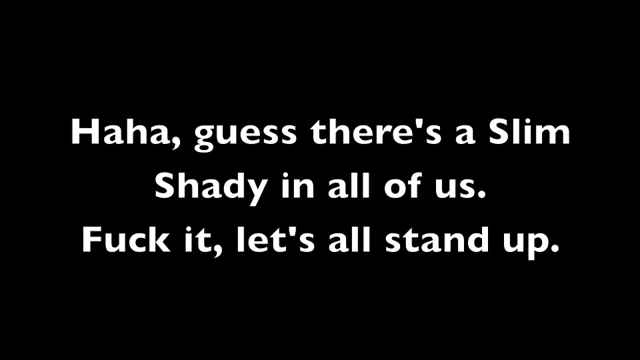 Haha, guess there's a Slim
Shady in all of us.
Fuck it, let's all stand up.